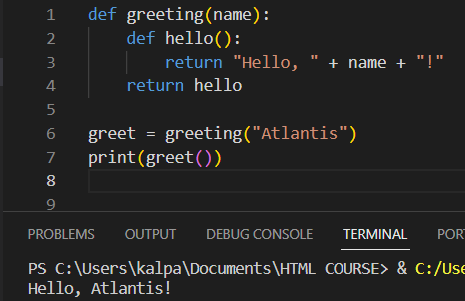 1 def greeting(name):
2     def hello():
3         return "Hello, " + name + "!"
4     return hello
5
6 greet = greeting("Atlantis")
7 print(greet())
8
9
PROBLEMS OUTPUT DEBUG CONSOLE TERMINAL
PS C:\Users\kalpa\Documents\HTML COURSE> & C:/Use
Hello, Atlantis!